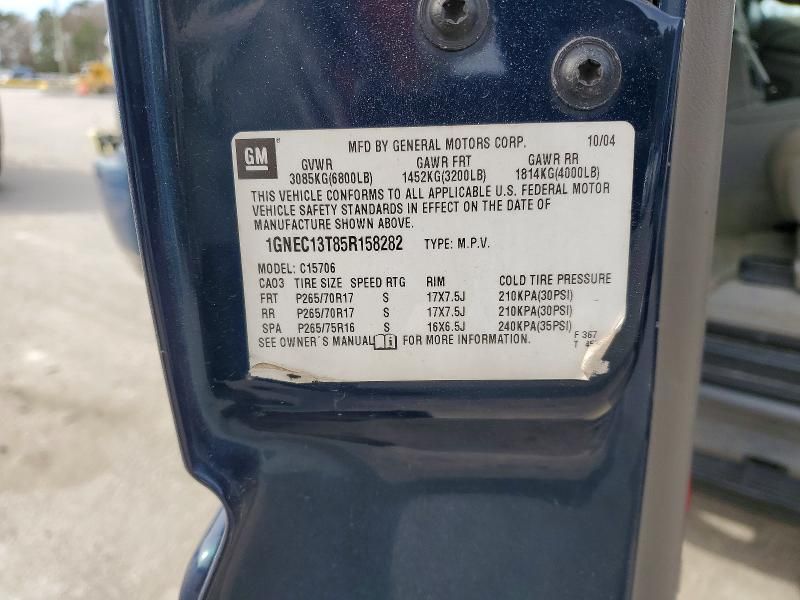 GM ® MFD BY GENERAL MOTORS CORP. 10/04
GVWR GAWR FRT GAWR RR
3085KG(6800LB) 1452KG(3200LB) 1814KG(4000LB)
THIS VEHICLE CONFORMS TO ALL APPLICABLE U.S. FEDERAL MOTOR
VEHICLE SAFETY STANDARDS IN EFFECT ON THE DATE OF
MANUFACTURE SHOWN ABOVE.
1GNEC13T85R158282 TYPE: M.P.V.
MODEL: C15706
CA03 TIRE SIZE SPEED RTG RIM COLD TIRE PRESSURE
FRT P265/70R17 S 17X7.5J 210KPA(30PSI)
RR P265/70R17 S 17X7.5J 210KPA(30PSI)
SPA P265/75R16 S 16X6.5J 240KPA(35PSI)
SEE OWNER'S MANUAL FOR MORE INFORMATION.
F 367
T